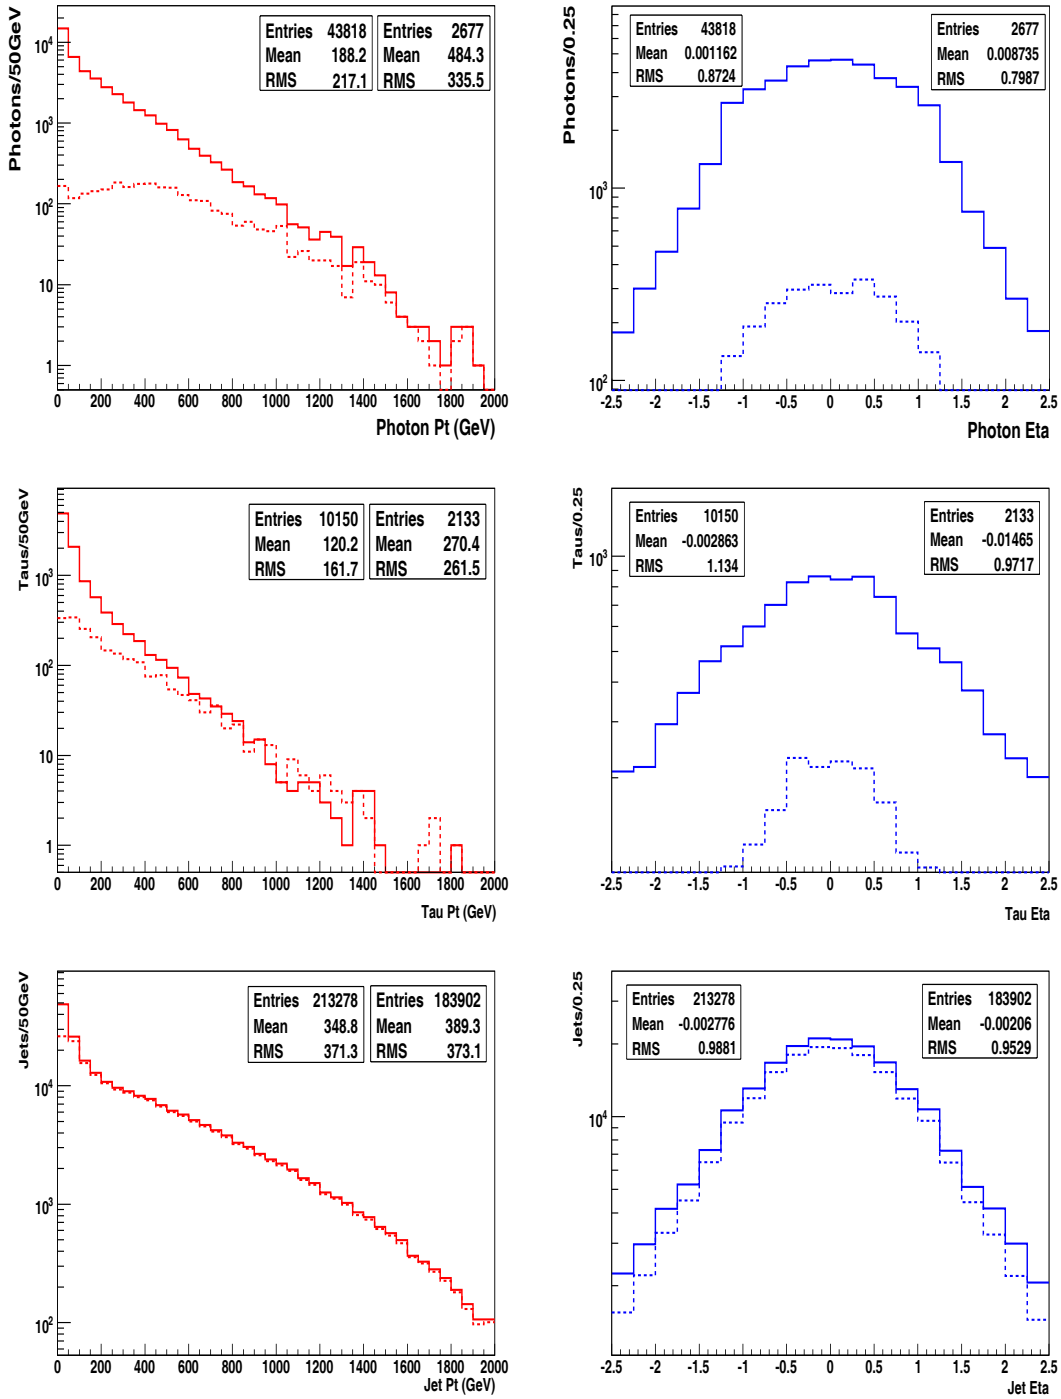 Photons/50GeV
10^4
10^3
10^2
10
1
Entries 43818
Mean 188.2
RMS 217.1
Entries 2677
Mean 484.3
RMS 335.5
0 200 400 600 800 1000 1200 1400 1600 1800 2000
Photon Pt (GeV)
Photons/0.25
10^3
10^2
Entries 43818
Mean 0.001162
RMS 0.8724
Entries 2677
Mean 0.008735
RMS 0.7987
-2.5 -2 -1.5 -1 -0.5 0 0.5 1 1.5 2 2.5
Photon Eta
Taus/50GeV
10^3
10^2
10
1
Entries 10150
Mean 120.2
RMS 161.7
Entries 2133
Mean 270.4
RMS 261.5
0 200 400 600 800 1000 1200 1400 1600 1800 2000
Tau Pt (GeV)
Taus/0.25
10^3
Entries 10150
Mean -0.002863
RMS 1.134
Entries 2133
Mean -0.01465
RMS 0.9717
-2.5 -2 -1.5 -1 -0.5 0 0.5 1 1.5 2 2.5
Tau Eta
Jets/50GeV
10^4
10^3
10^2
Entries 213278
Mean 348.8
RMS 371.3
Entries 183902
Mean 389.3
RMS 373.1
0 200 400 600 800 1000 1200 1400 1600 1800 2000
Jet Pt (GeV)
Jets/0.25
10^4
Entries 213278
Mean -0.002776
RMS 0.9881
Entries 183902
Mean -0.00206
RMS 0.9529
-2.5 -2 -1.5 -1 -0.5 0 0.5 1 1.5 2 2.5
Jet Eta